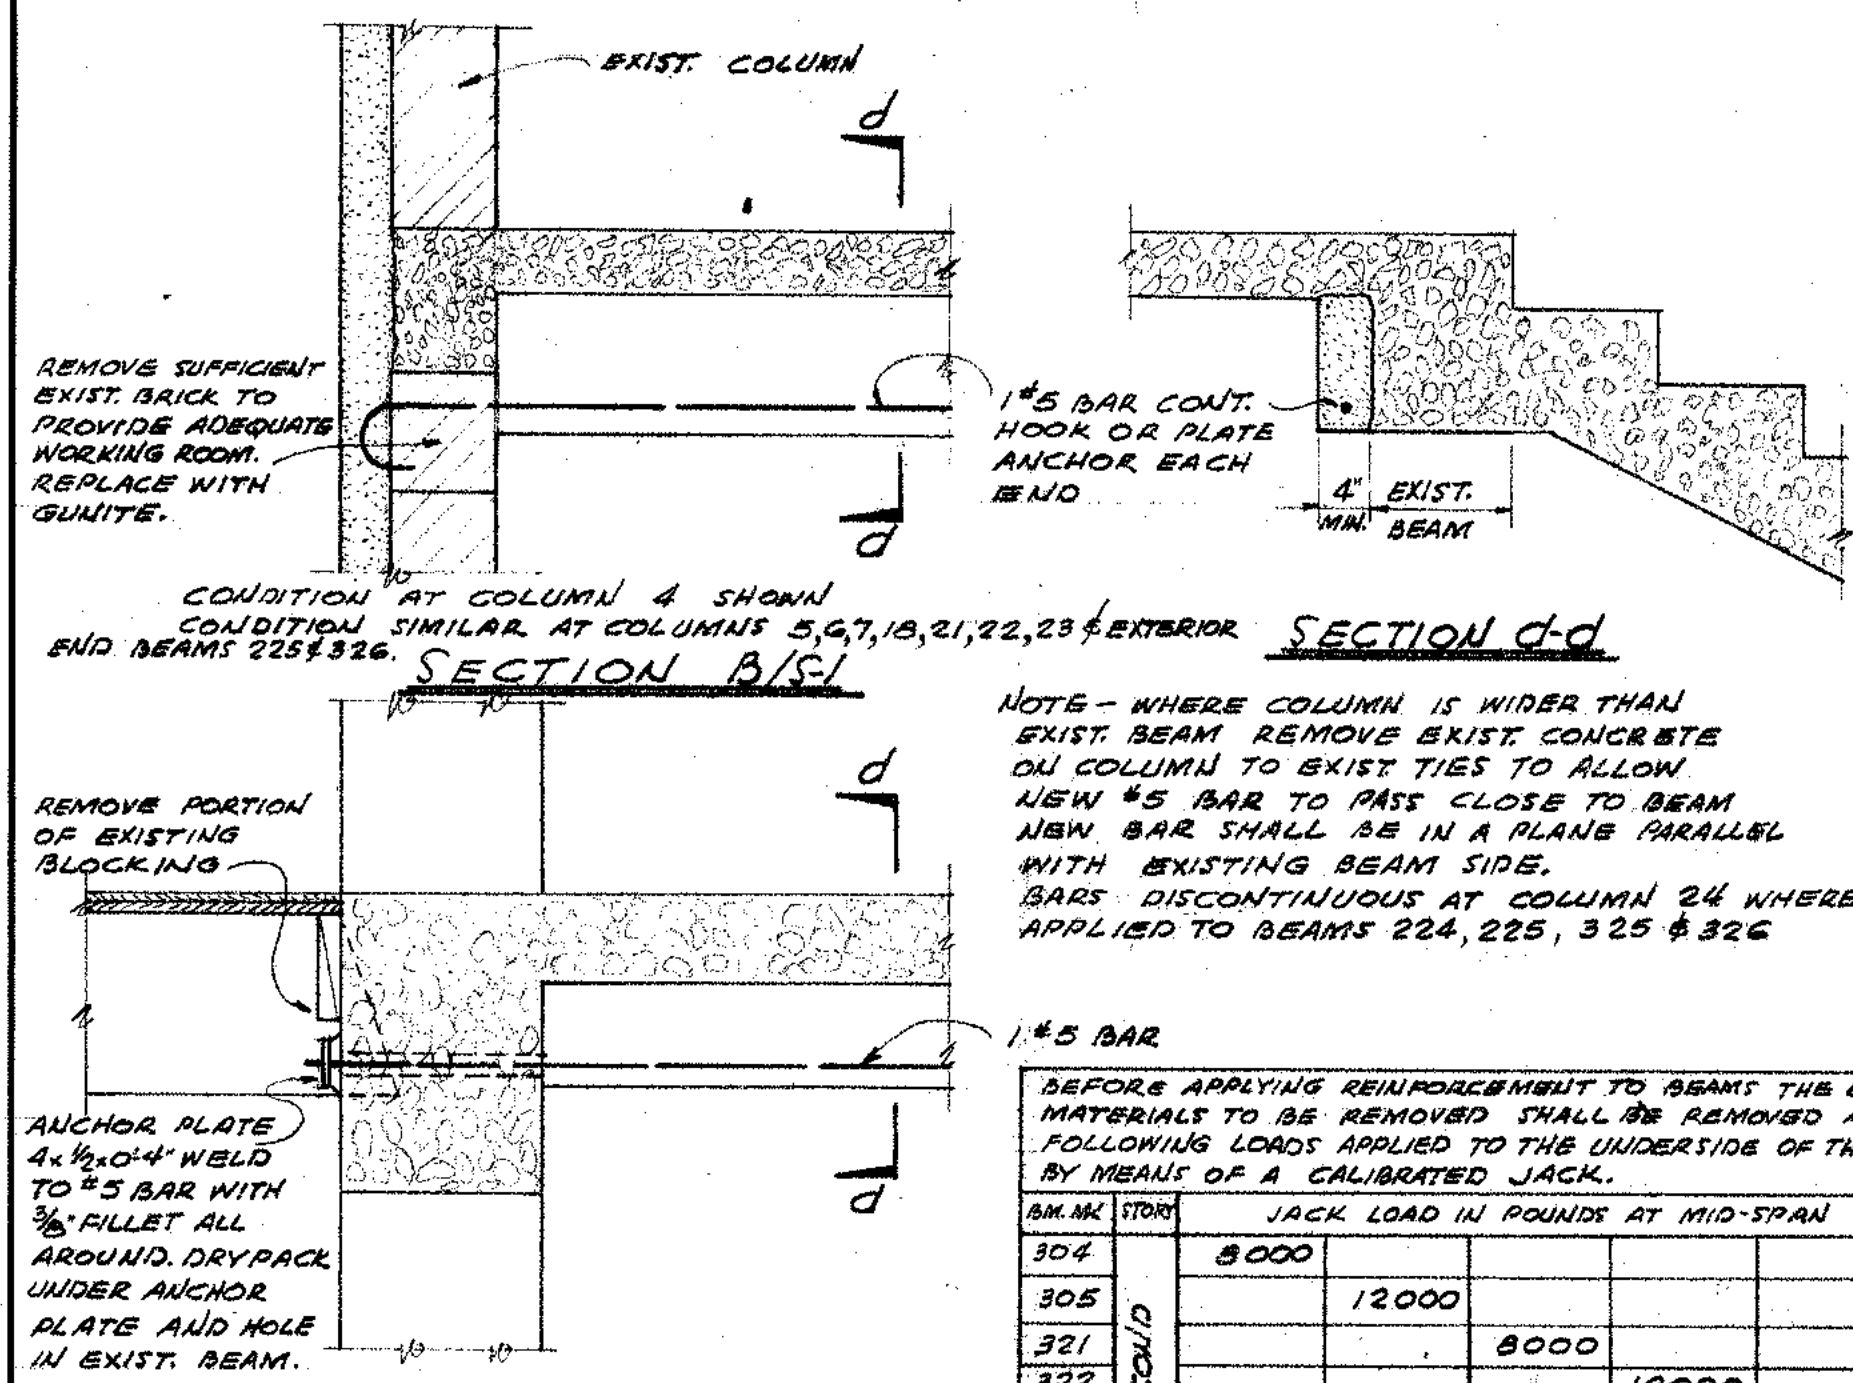 EXIST. COLUMN
d
REMOVE SUFFICIENT
EXIST. BRICK TO
PROVIDE ADEQUATE
WORKING ROOM.
REPLACE WITH
GUNITE.
d
1 #5 BAR CONT.
HOOK OR PLATE
ANCHOR EACH
END
4" EXIST.
MIN. BEAM
CONDITION AT COLUMN 4 SHOWN
CONDITION SIMILAR AT COLUMNS 5,6,7,18,21,22,23 & EXTERIOR
END BEAMS 225 & 326.
SECTION B/S-1
SECTION d-d
NOTE - WHERE COLUMN IS WIDER THAN
EXIST. BEAM REMOVE EXIST. CONCRETE
ON COLUMN TO EXIST. TIES TO ALLOW
NEW #5 BAR TO PASS CLOSE TO BEAM
NEW BAR SHALL BE IN A PLANE PARALLEL
WITH EXISTING BEAM SIDE.
BARS DISCONTINUOUS AT COLUMN 24 WHERE
APPLIED TO BEAMS 224, 225, 325 & 326
d
REMOVE PORTION
OF EXISTING
BLOCKING
1 #5 BAR
ANCHOR PLATE
4 x 1/2 x 0'-4" WELD
TO #5 BAR WITH
3/8" FILLET ALL
AROUND. DRYPACK
UNDER ANCHOR
PLATE AND HOLE
IN EXIST. BEAM.
d
BEFORE APPLYING REINFORCEMENT TO BEAMS THE
MATERIALS TO BE REMOVED SHALL BE REMOVED
FOLLOWING LOADS APPLIED TO THE UNDERSIDE OF
BY MEANS OF A CALIBRATED JACK.
BM. MK STORY JACK LOAD IN POUNDS AT MID-SPAN
304 8000
305 12000
321 8000
322